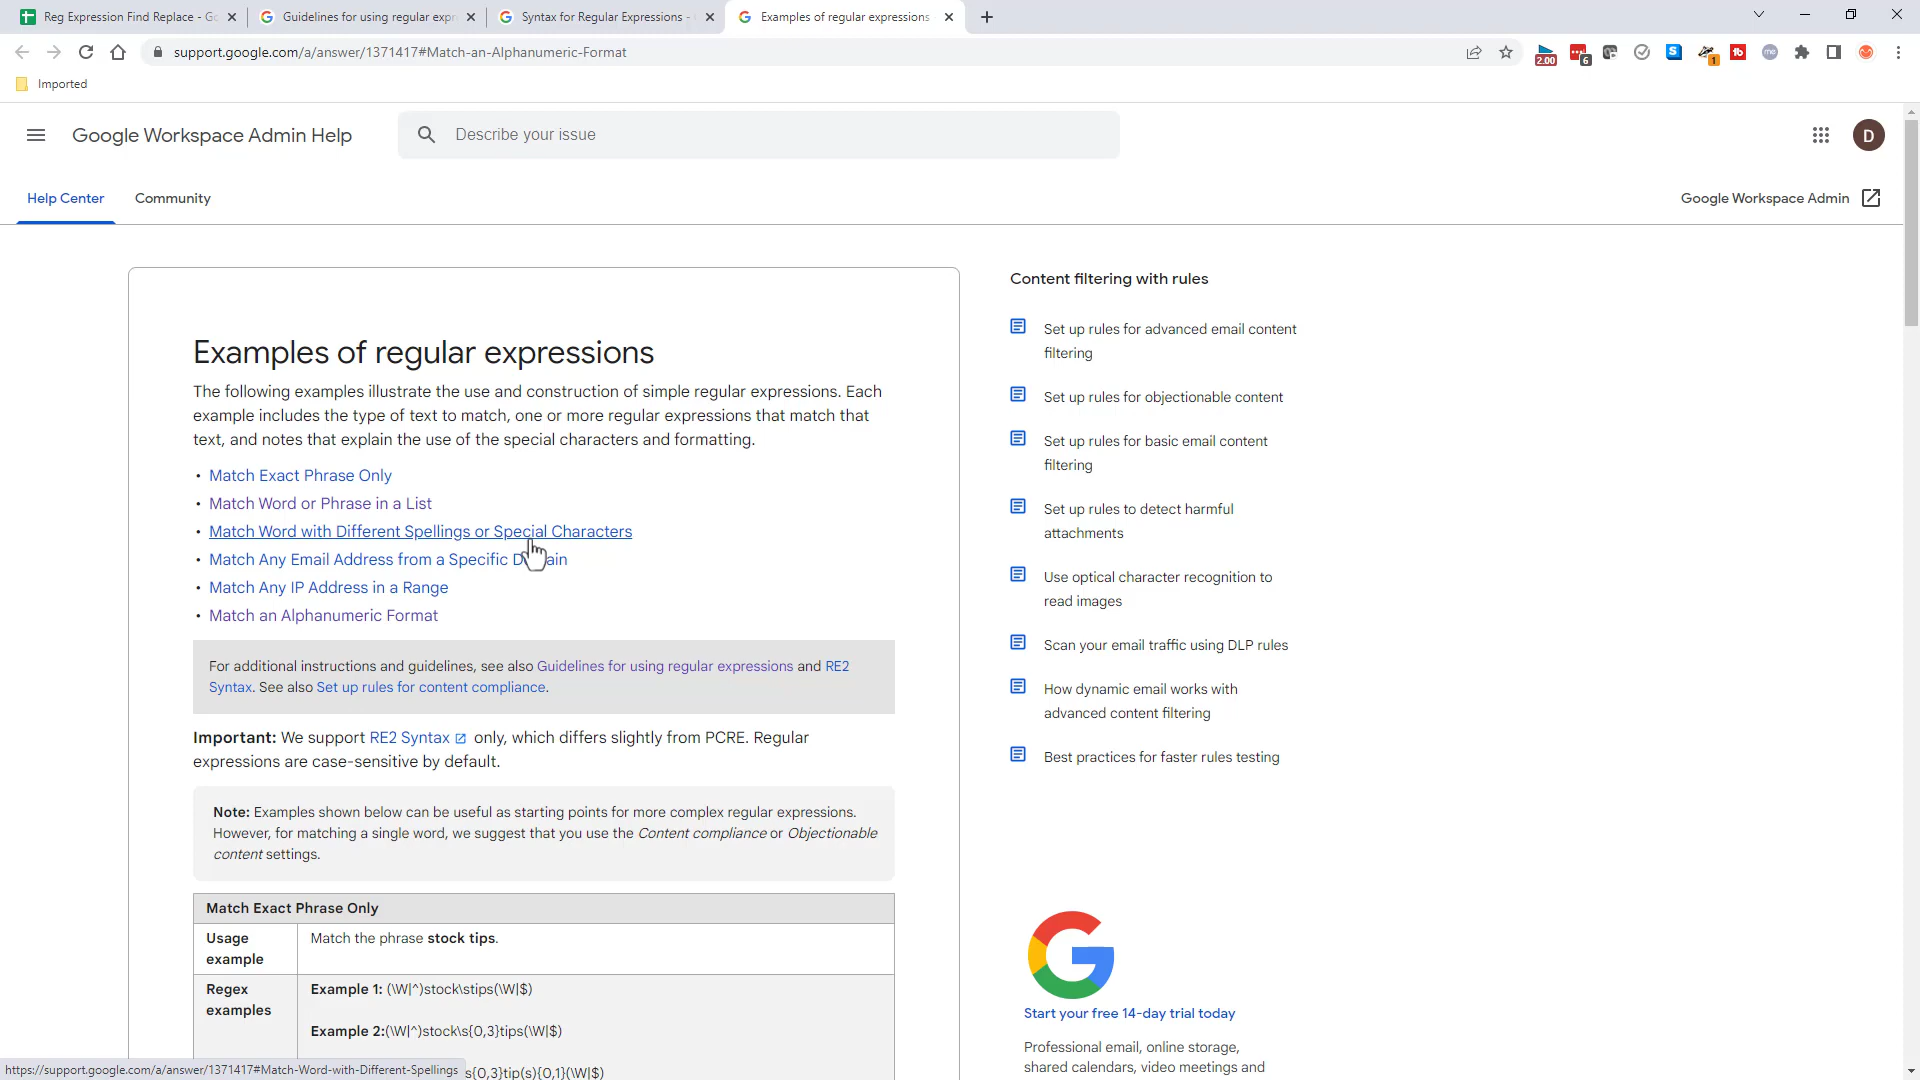 Reg Expression Find Replace - Go
Guidelines for using regular expr
Syntax for Regular Expressions -
Examples of regular expressions
support.google.com/a/answer/1371417#Match-an-Alphanumeric-Format
2.00
6
S
1
tb
me
Imported
Google Workspace Admin Help
Describe your issue
D
Help Center
Community
Google Workspace Admin
Examples of regular expressions
The following examples illustrate the use and construction of simple regular expressions. Each
example includes the type of text to match, one or more regular expressions that match that
text, and notes that explain the use of the special characters and formatting.
• Match Exact Phrase Only
• Match Word or Phrase in a List
• Match Word with Different Spellings or Special Characters
• Match Any Email Address from a Specific D ain
• Match Any IP Address in a Range
• Match an Alphanumeric Format
For additional instructions and guidelines, see also Guidelines for using regular expressions and RE2
Syntax. See also Set up rules for content compliance.
Important: We support RE2 Syntax only, which differs slightly from PCRE. Regular
expressions are case-sensitive by default.
Note: Examples shown below can be useful as starting points for more complex regular expressions.
However, for matching a single word, we suggest that you use the Content compliance or Objectionable
content settings.
Match Exact Phrase Only
Usage
example
Match the phrase stock tips.
Regex
examples
Example 1: (\W|^)stock\stips(\W|$)
Example 2:(\W|^)stock\s{0,3}tips(\W|$)
s{0,3}tip(s){0,1}(\W|$)
Content filtering with rules
Set up rules for advanced email content
filtering
Set up rules for objectionable content
Set up rules for basic email content
filtering
Set up rules to detect harmful
attachments
Use optical character recognition to
read images
Scan your email traffic using DLP rules
How dynamic email works with
advanced content filtering
Best practices for faster rules testing
Start your free 14-day trial today
Professional email, online storage,
shared calendars, video meetings and
https://support.google.com/a/answer/1371417#Match-Word-with-Different-Spellings